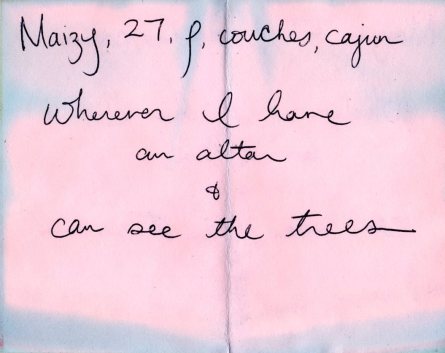 Maizy, 27, f, couches, cajun
Wherever I have
an altar
&
can see the trees